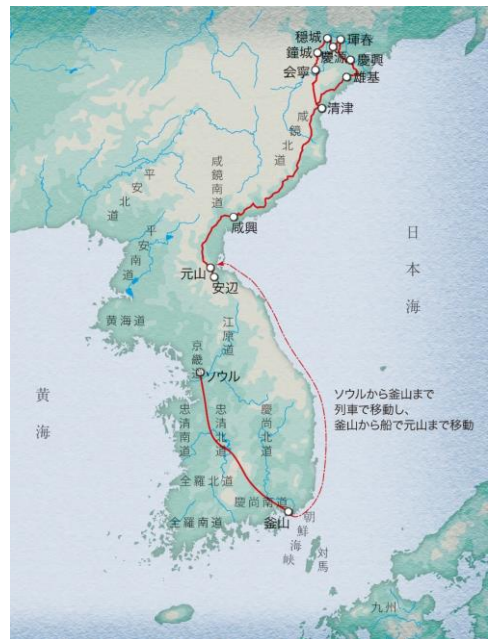 穏城
琿春
鐘城
慶源
慶興
会寧
雄基
清津
咸鏡北道
咸鏡南道
平安北道
咸興
平安南道
日本海
元山
安辺
黄海道
江原道
京畿道
ソウル
黄海
ソウルから釜山まで
列車で移動し、
釜山から船で元山まで移動
忠清南道
忠清北道
慶尚北道
全羅北道
慶尚南道
釜山
全羅南道
朝鮮海峡
対馬
九州